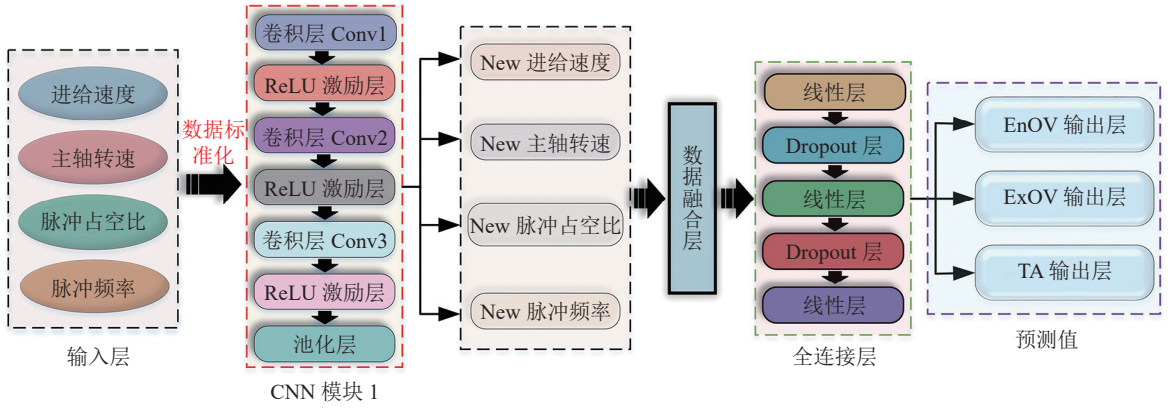 进给速度
主轴转速
脉冲占空比
脉冲频率
输入层
数据标
准化
卷积层 Conv1
ReLU 激励层
卷积层 Conv2
ReLU 激励层
卷积层 Conv3
ReLU 激励层
池化层
CNN 模块 1
New 进给速度
New 主轴转速
New 脉冲占空比
New 脉冲频率
数据融合层
线性层
Dropout 层
线性层
Dropout 层
线性层
全连接层
EnOV 输出层
ExOV 输出层
TA 输出层
预测值